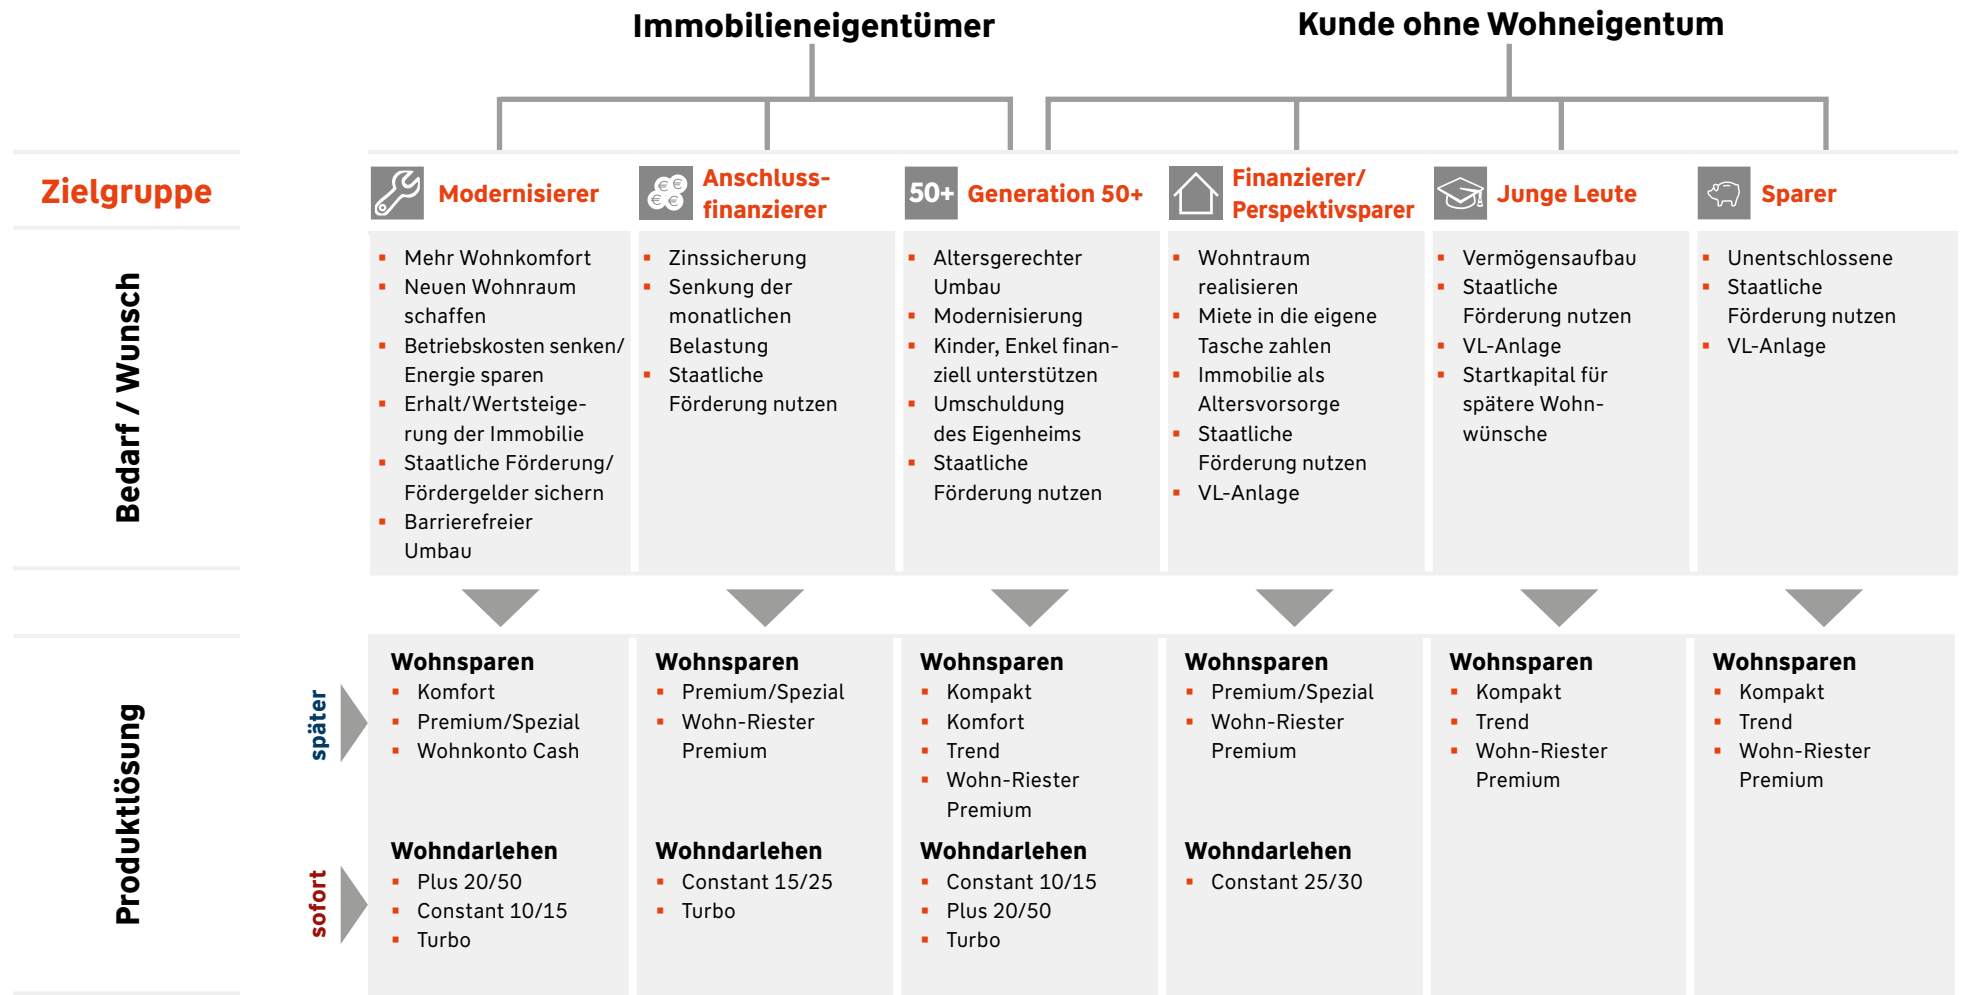 Immobilieneigentümer
Kunde ohne Wohneigentum
Zielgruppe
Modernisierer
Anschluss-
finanzierer
50+ Generation 50+
Finanzierer/
Perspektivsparer
Junge Leute
Sparer
Bedarf / Wunsch
Mehr Wohnkomfort
Neuen Wohnraum
schaffen
Betriebskosten senken/
Energie sparen
Erhalt/Wertsteige-
rung der Immobilie
Staatliche Förderung/
Fördergelder sichern
Barrierefreier
Umbau
Zinssicherung
Senkung der
monatlichen
Belastung
Staatliche
Förderung nutzen
Altersgerechter
Umbau
Modernisierung
Kinder, Enkel finan-
ziell unterstützen
Umschuldung
des Eigenheims
Staatliche
Förderung nutzen
Wohntraum
realisieren
Miete in die eigene
Tasche zahlen
Immobilie als
Altersvorsorge
Staatliche
Förderung nutzen
VL-Anlage
Vermögensaufbau
Staatliche
Förderung nutzen
VL-Anlage
Startkapital für
spätere Wohn-
wünsche
Unentschlossene
Staatliche
Förderung nutzen
VL-Anlage
Produktlösung
später
Wohnsparen
Komfort
Premium/Spezial
Wohnkonto Cash
Wohnsparen
Premium/Spezial
Wohn-Riester
Premium
Wohnsparen
Kompakt
Komfort
Trend
Wohn-Riester
Premium
Wohnsparen
Premium/Spezial
Wohn-Riester
Premium
Wohnsparen
Kompakt
Trend
Wohn-Riester
Premium
Wohnsparen
Kompakt
Trend
Wohn-Riester
Premium
sofort
Wohndarlehen
Plus 20/50
Constant 10/15
Turbo
Wohndarlehen
Constant 15/25
Turbo
Wohndarlehen
Constant 10/15
Plus 20/50
Turbo
Wohndarlehen
Constant 25/30